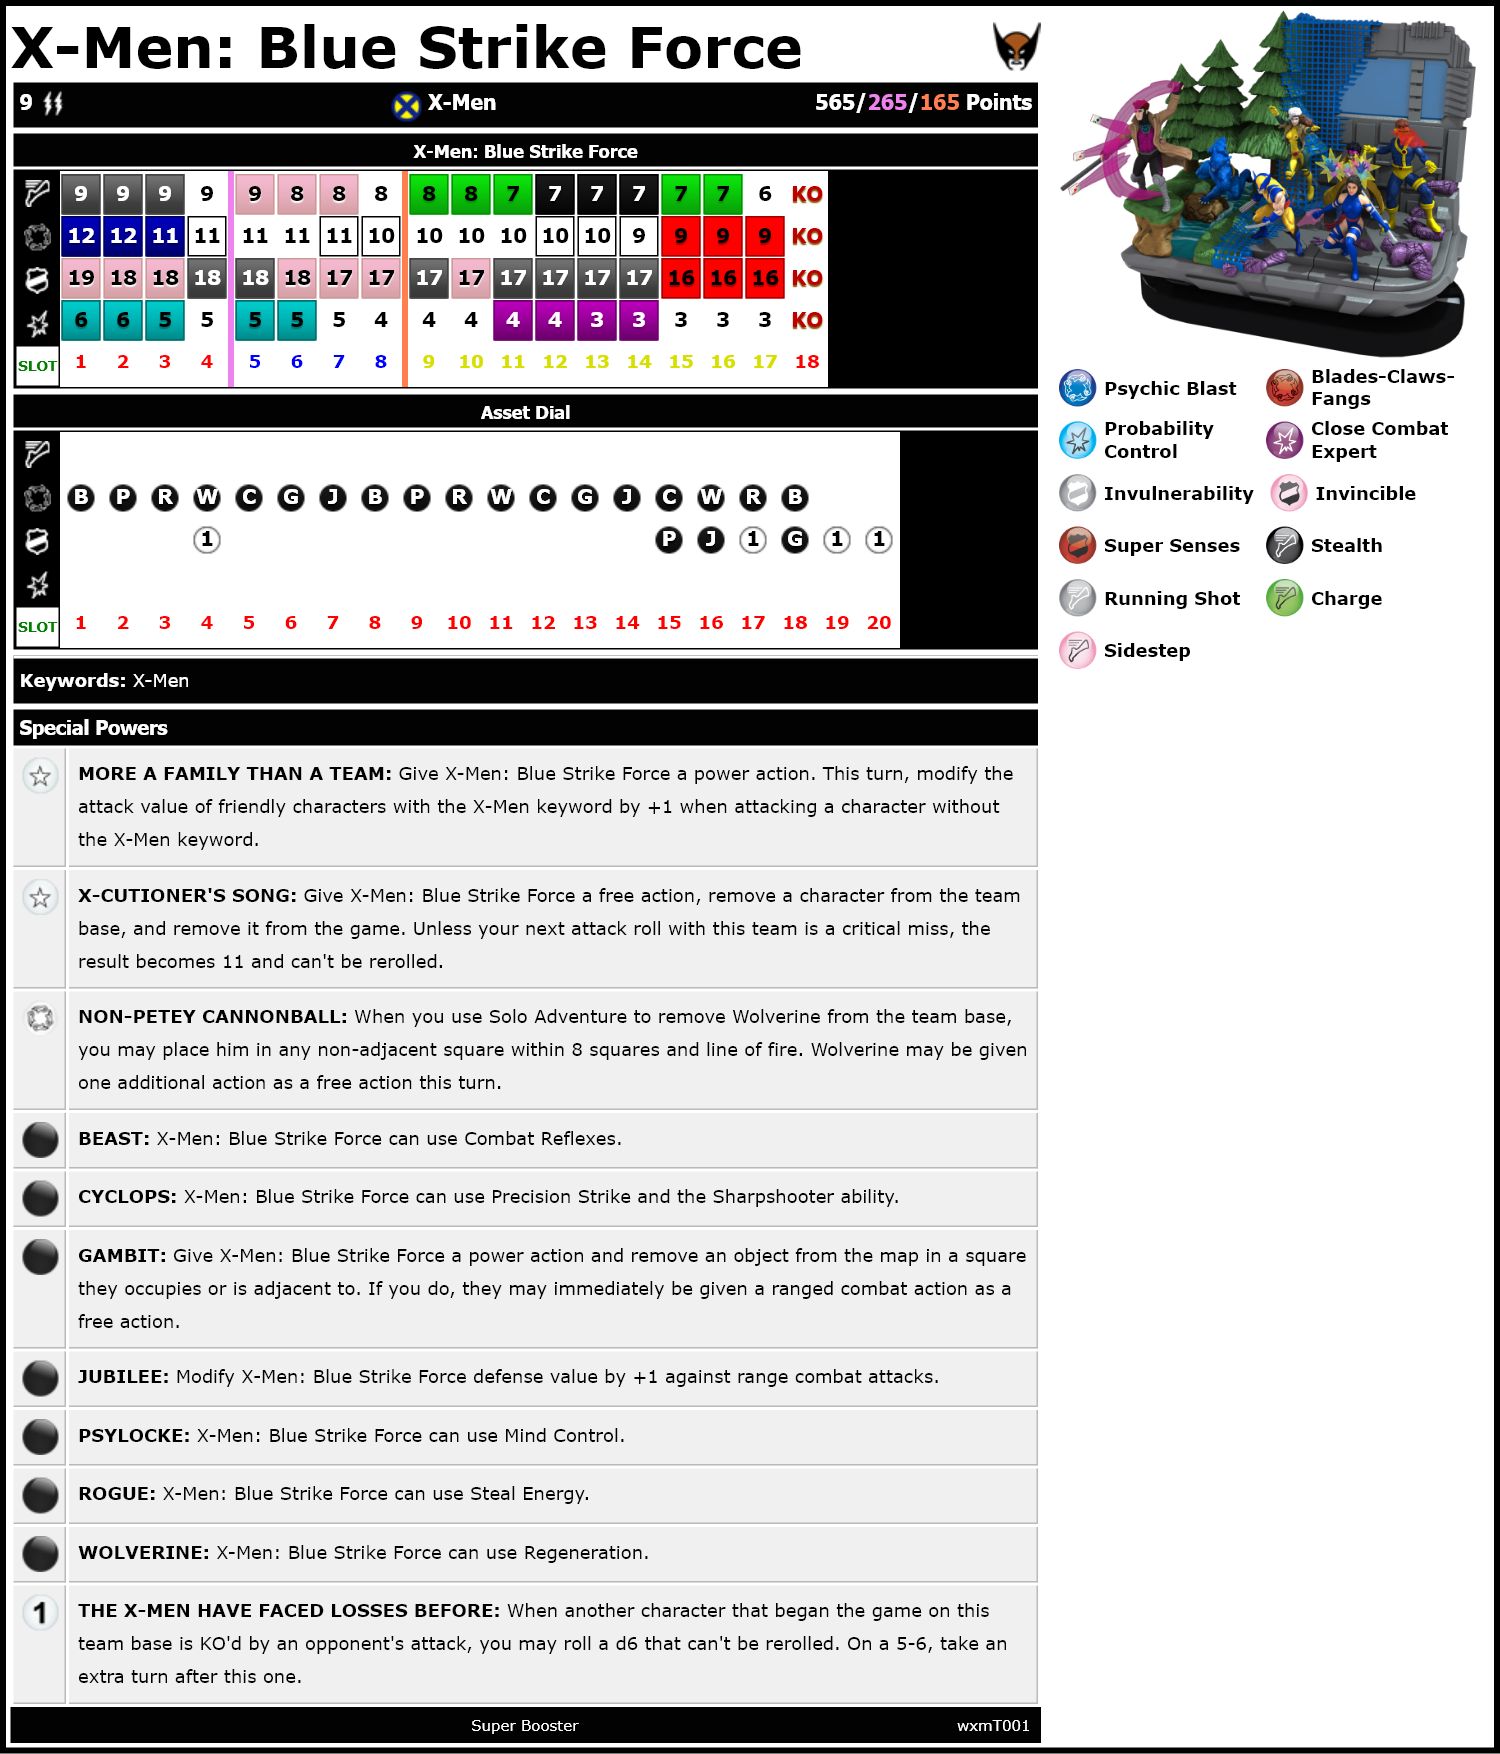 X-Men: Blue Strike Force
9 X-Men 565/265/165 Points
X-Men: Blue Strike Force
9 9 9 9 9 8 8 8 8 8 7 7 7 7 7 7 6 KO
12 12 11 11 11 11 11 10 10 10 10 10 10 9 9 9 9 KO
19 18 18 18 18 18 17 17 17 17 17 17 17 17 16 16 16 KO
6 6 5 5 5 5 5 4 4 4 4 4 3 3 3 3 3 KO
SLOT 1 2 3 4 5 6 7 8 9 10 11 12 13 14 15 16 17 18
Asset Dial
B P R W C G J B P R W C G J C W R B
1 P J 1 G 1 1
SLOT 1 2 3 4 5 6 7 8 9 10 11 12 13 14 15 16 17 18 19 20
Keywords: X-Men
Special Powers
MORE A FAMILY THAN A TEAM: Give X-Men: Blue Strike Force a power action. This turn, modify the
attack value of friendly characters with the X-Men keyword by +1 when attacking a character without
the X-Men keyword.
X-CUTIONER'S SONG: Give X-Men: Blue Strike Force a free action, remove a character from the team
base, and remove it from the game. Unless your next attack roll with this team is a critical miss, the
result becomes 11 and can't be rerolled.
NON-PETEY CANNONBALL: When you use Solo Adventure to remove Wolverine from the team base,
you may place him in any non-adjacent square within 8 squares and line of fire. Wolverine may be given
one additional action as a free action this turn.
BEAST: X-Men: Blue Strike Force can use Combat Reflexes.
CYCLOPS: X-Men: Blue Strike Force can use Precision Strike and the Sharpshooter ability.
GAMBIT: Give X-Men: Blue Strike Force a power action and remove an object from the map in a square
they occupies or is adjacent to. If you do, they may immediately be given a ranged combat action as a
free action.
JUBILEE: Modify X-Men: Blue Strike Force defense value by +1 against range combat attacks.
PSYLOCKE: X-Men: Blue Strike Force can use Mind Control.
ROGUE: X-Men: Blue Strike Force can use Steal Energy.
WOLVERINE: X-Men: Blue Strike Force can use Regeneration.
1 THE X-MEN HAVE FACED LOSSES BEFORE: When another character that began the game on this
team base is KO'd by an opponent's attack, you may roll a d6 that can't be rerolled. On a 5-6, take an
extra turn after this one.
Super Booster wxmT001
Psychic Blast
Blades-Claws-
Fangs
Probability
Control
Close Combat
Expert
Invulnerability
Invincible
Super Senses
Stealth
Running Shot
Charge
Sidestep